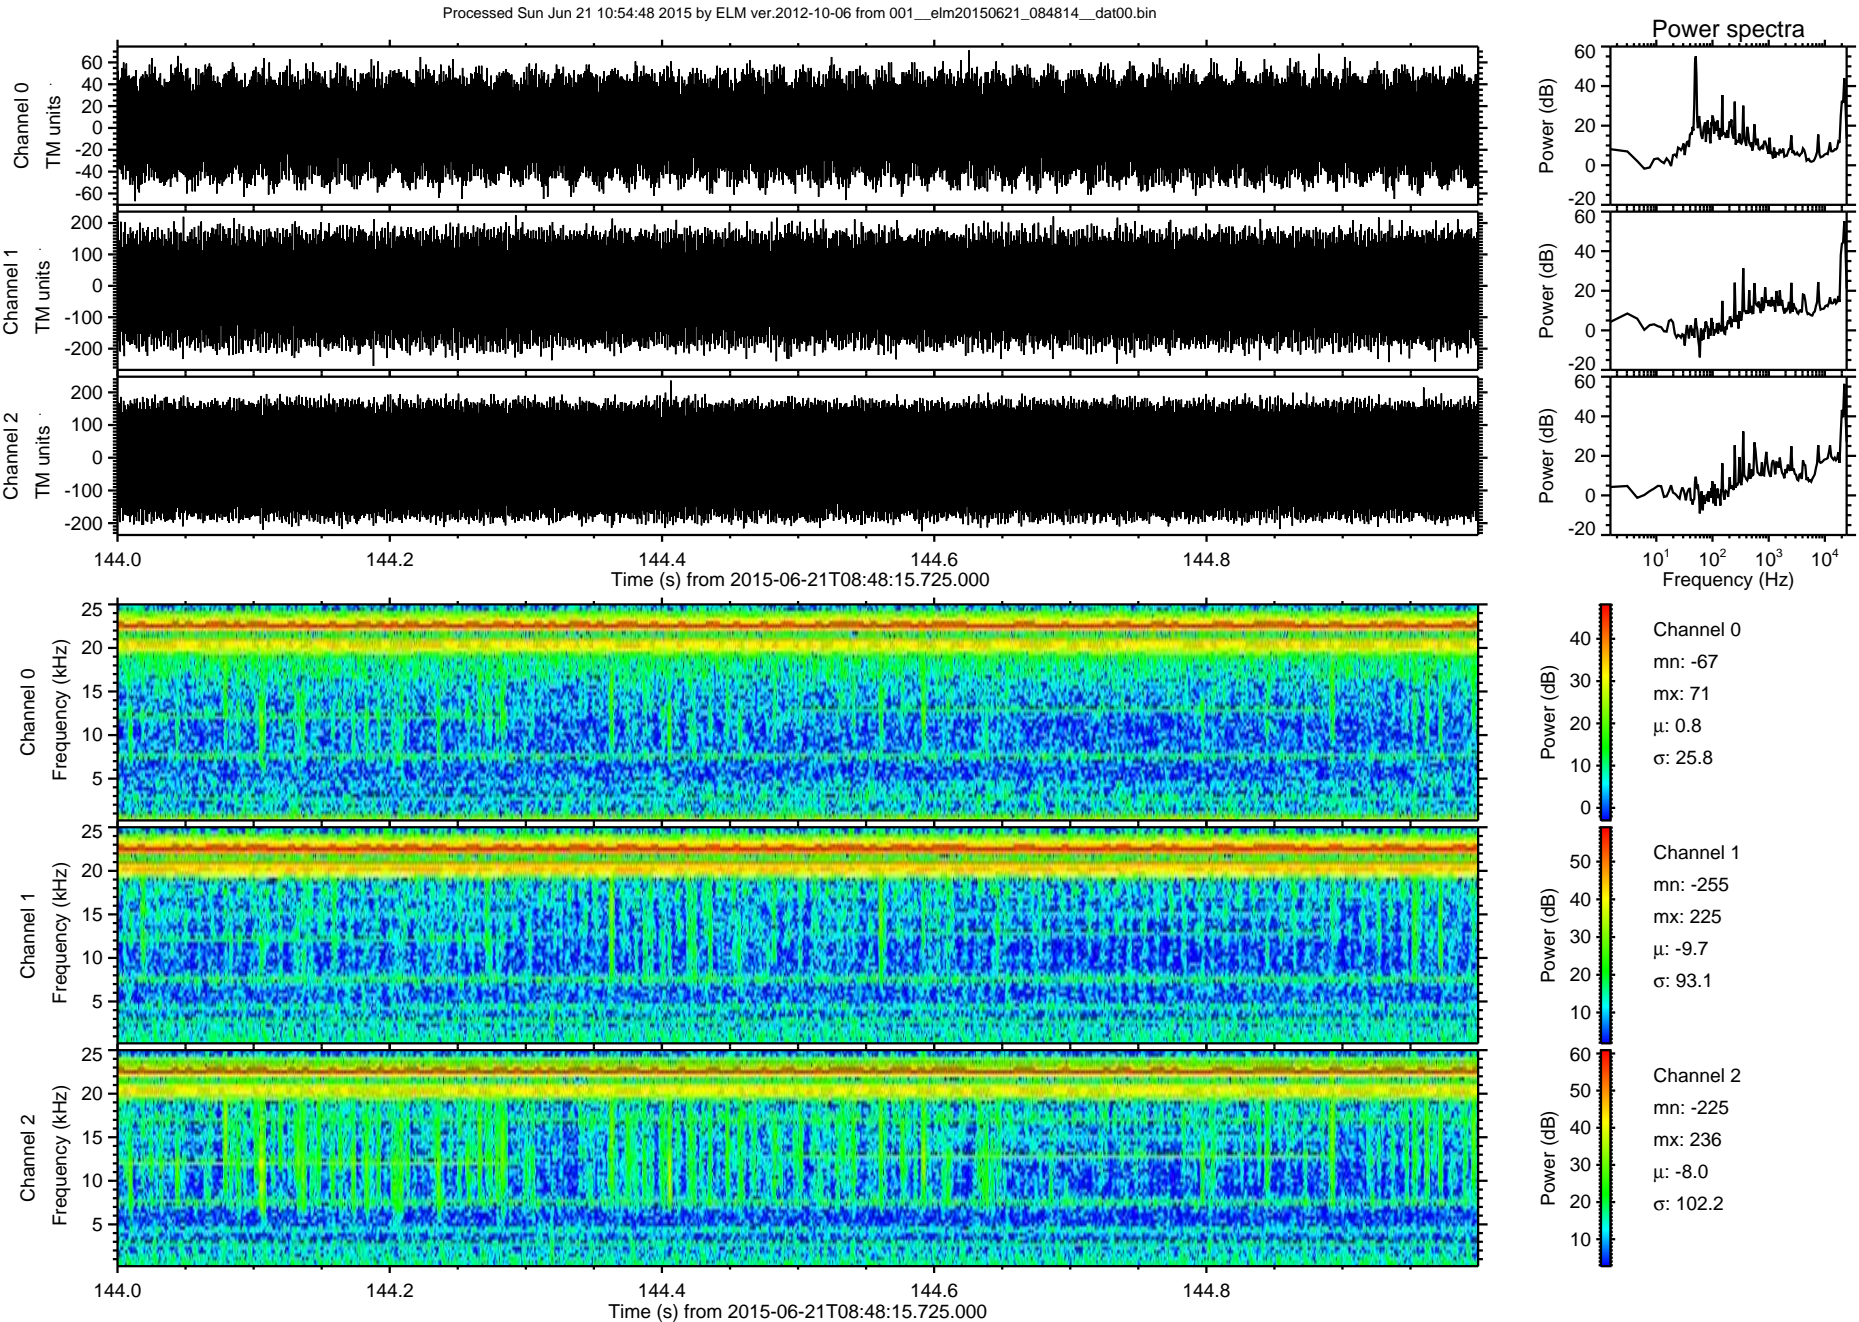 Processed Sun Jun 21 10:54:48 2015 by ELM ver.2012-10-06 from 001__elm20150621_084814__dat00.bin
Power spectra
Channel 0
TM units
60
40
20
0
-20
-40
-60
Power (dB)
60
40
20
0
-20
Channel 1
TM units
200
100
0
-100
-200
Power (dB)
60
40
20
0
-20
Channel 2
TM units
200
100
0
-100
-200
Power (dB)
60
40
20
0
-20
144.0
144.2
144.4
144.6
144.8
Time (s) from 2015-06-21T08:48:15.725.000
10^1
10^2
10^3
10^4
Frequency (Hz)
Channel 0
Frequency (kHz)
25
20
15
10
5
Power (dB)
40
30
20
10
0
Channel 0
mn: -67
mx: 71
μ: 0.8
σ: 25.8
Channel 1
Frequency (kHz)
25
20
15
10
5
Power (dB)
50
40
30
20
10
Channel 1
mn: -255
mx: 225
μ: -9.7
σ: 93.1
Channel 2
Frequency (kHz)
25
20
15
10
5
Power (dB)
60
50
40
30
20
10
Channel 2
mn: -225
mx: 236
μ: -8.0
σ: 102.2
144.0
144.2
144.4
144.6
144.8
Time (s) from 2015-06-21T08:48:15.725.000